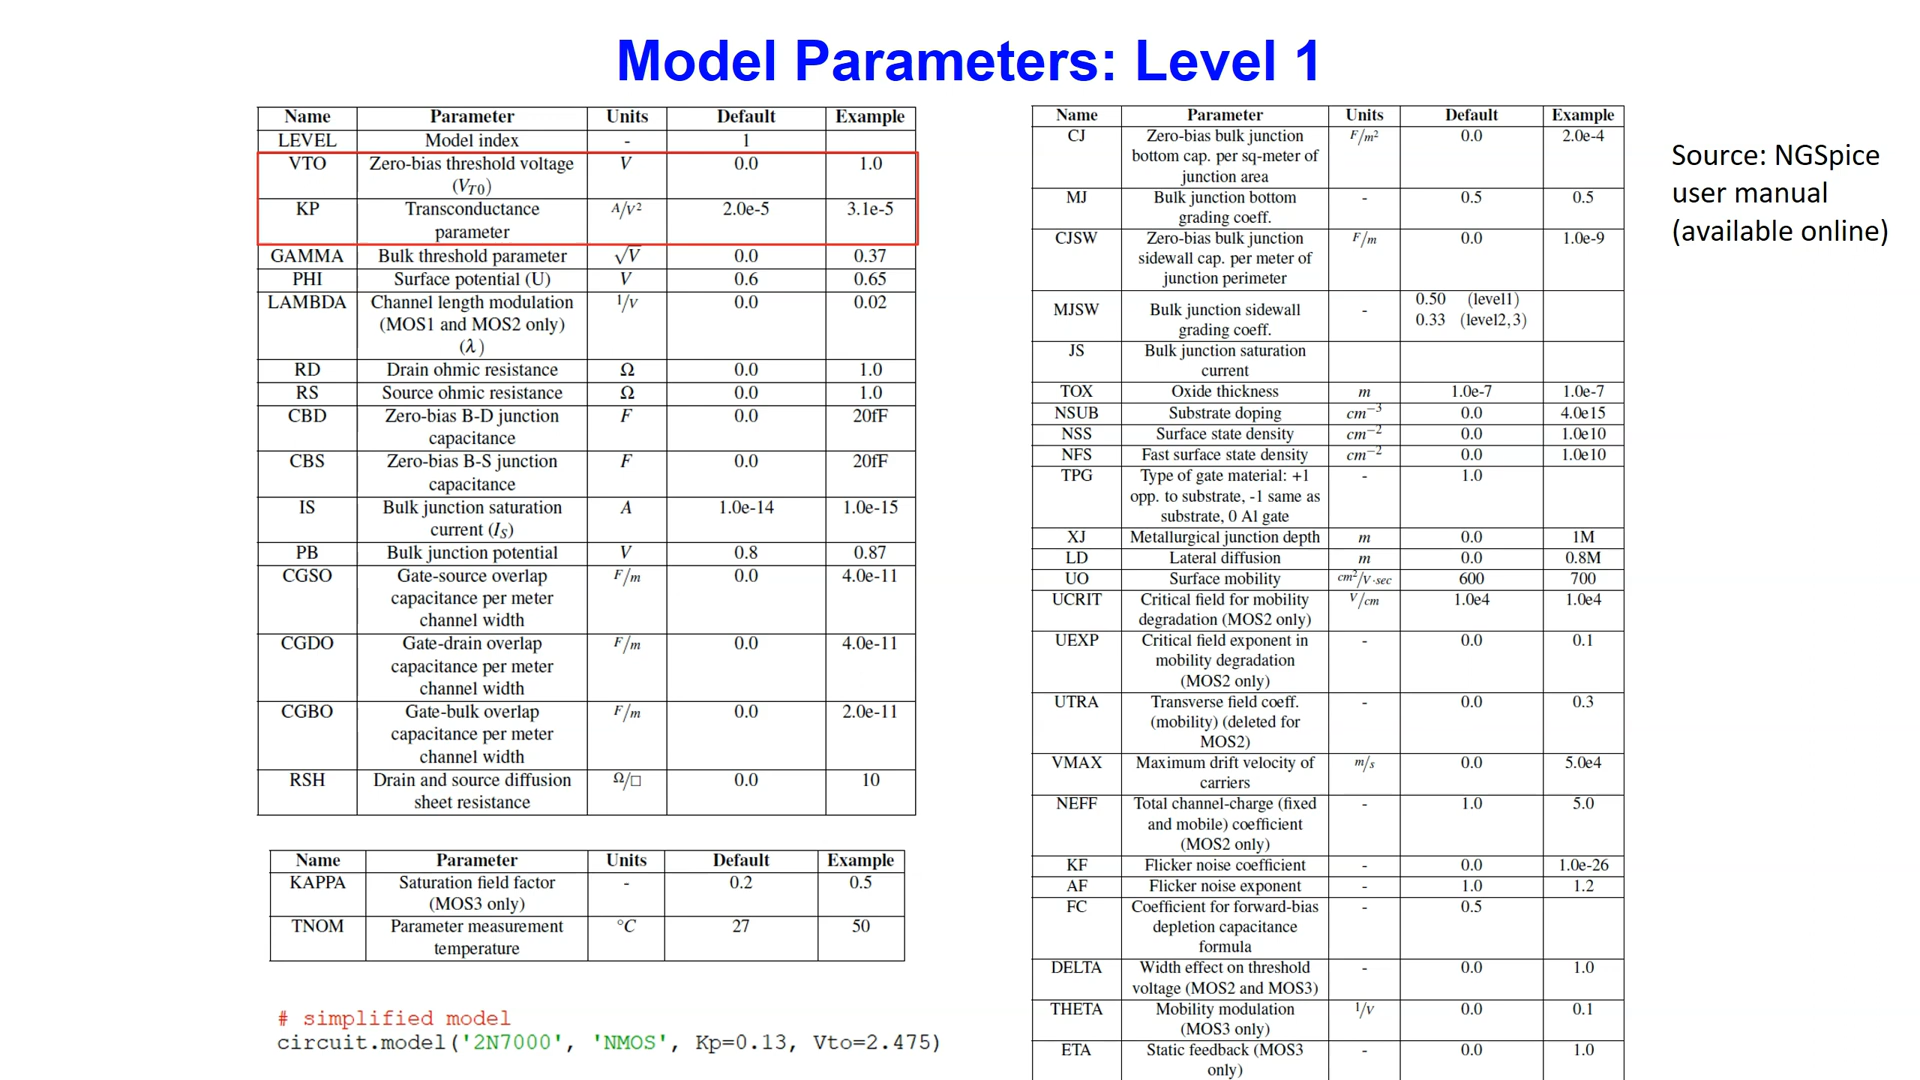 Model Parameters: Level 1
Name Parameter Units Default Example
LEVEL Model index - 1
VTO Zero-bias threshold voltage V 0.0 1.0
(V_T0)
KP Transconductance A/V² 2.0e-5 3.1e-5
parameter
GAMMA Bulk threshold parameter √V 0.0 0.37
PHI Surface potential (U) V 0.6 0.65
LAMBDA Channel length modulation 1/V 0.0 0.02
(MOS1 and MOS2 only)
(λ)
RD Drain ohmic resistance Ω 0.0 1.0
RS Source ohmic resistance Ω 0.0 1.0
CBD Zero-bias B-D junction F 0.0 20fF
capacitance
CBS Zero-bias B-S junction F 0.0 20fF
capacitance
IS Bulk junction saturation A 1.0e-14 1.0e-15
current (I_S)
PB Bulk junction potential V 0.8 0.87
CGSO Gate-source overlap F/m 0.0 4.0e-11
capacitance per meter
channel width
CGDO Gate-drain overlap F/m 0.0 4.0e-11
capacitance per meter
channel width
CGBO Gate-bulk overlap F/m 0.0 2.0e-11
capacitance per meter
channel width
RSH Drain and source diffusion Ω/□ 0.0 10
sheet resistance
Name Parameter Units Default Example
KAPPA Saturation field factor - 0.2 0.5
(MOS3 only)
TNOM Parameter measurement °C 27 50
temperature
# simplified model
circuit.model('2N7000', 'NMOS', Kp=0.13, Vto=2.475)
Name Parameter Units Default Example
CJ Zero-bias bulk junction F/m² 0.0 2.0e-4
bottom cap. per sq-meter of
junction area
MJ Bulk junction bottom - 0.5 0.5
grading coeff.
CJSW Zero-bias bulk junction F/m 0.0 1.0e-9
sidewall cap. per meter of
junction perimeter
MJSW Bulk junction sidewall - 0.50 (level1)
grading coeff. 0.33 (level2,3)
JS Bulk junction saturation
current
TOX Oxide thickness m 1.0e-7 1.0e-7
NSUB Substrate doping cm⁻³ 0.0 4.0e15
NSS Surface state density cm⁻² 0.0 1.0e10
NFS Fast surface state density cm⁻² 0.0 1.0e10
TPG Type of gate material: +1 - 1.0
opp. to substrate, -1 same as
substrate, 0 Al gate
XJ Metallurgical junction depth m 0.0 1M
LD Lateral diffusion m 0.0 0.8M
UO Surface mobility cm²/V·sec 600 700
UCRIT Critical field for mobility V/cm 1.0e4 1.0e4
degradation (MOS2 only)
UEXP Critical field exponent in - 0.0 0.1
mobility degradation
(MOS2 only)
UTRA Transverse field coeff. - 0.0 0.3
(mobility) (deleted for
MOS2)
VMAX Maximum drift velocity of m/s 0.0 5.0e4
carriers
NEFF Total channel-charge (fixed - 1.0 5.0
and mobile) coefficient
(MOS2 only)
KF Flicker noise coefficient - 0.0 1.0e-26
AF Flicker noise exponent - 1.0 1.2
FC Coefficient for forward-bias - 0.5
depletion capacitance
formula
DELTA Width effect on threshold - 0.0 1.0
voltage (MOS2 and MOS3)
THETA Mobility modulation 1/V 0.0 0.1
(MOS3 only)
ETA Static feedback (MOS3 - 0.0 1.0
only)
Source: NGSpice
user manual
(available online)